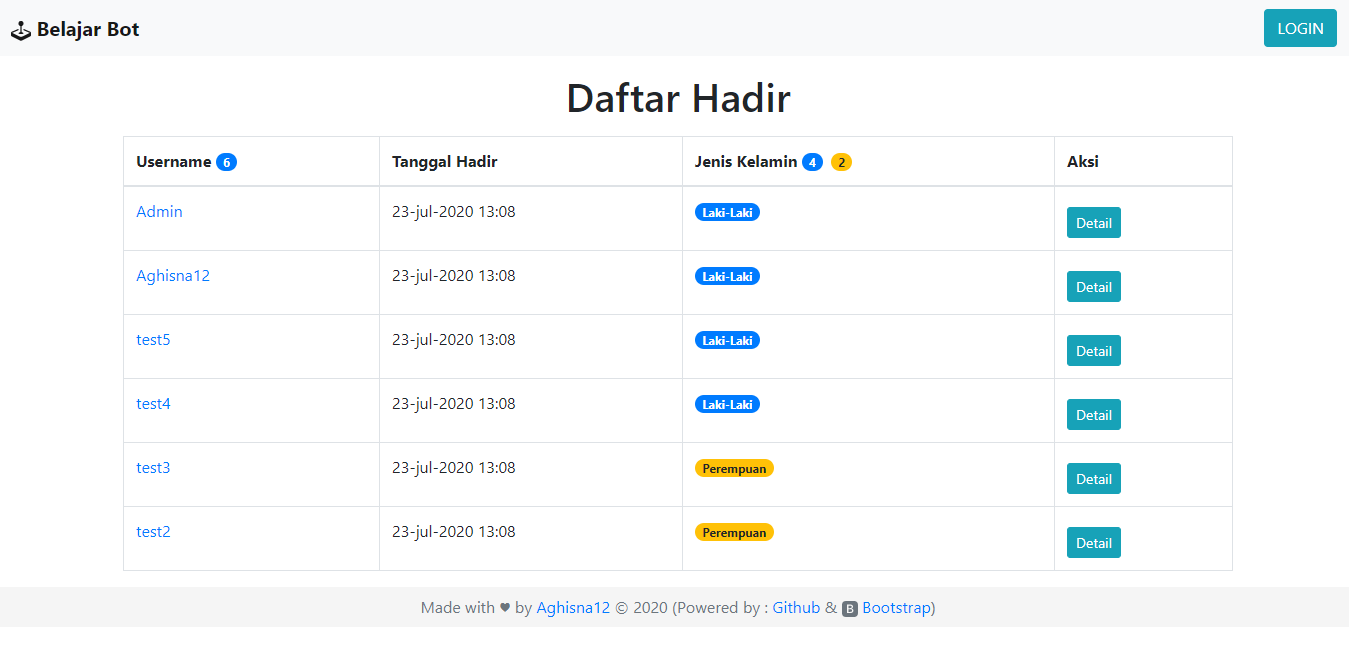 Belajar Bot LOGIN
Daftar Hadir
Username 6 Tanggal Hadir Jenis Kelamin 4 2 Aksi
Admin 23-jul-2020 13:08 Laki-Laki Detail
Aghisna12 23-jul-2020 13:08 Laki-Laki Detail
test5 23-jul-2020 13:08 Laki-Laki Detail
test4 23-jul-2020 13:08 Laki-Laki Detail
test3 23-jul-2020 13:08 Perempuan Detail
test2 23-jul-2020 13:08 Perempuan Detail
Made with ♥ by Aghisna12 © 2020 (Powered by : Github & B Bootstrap)